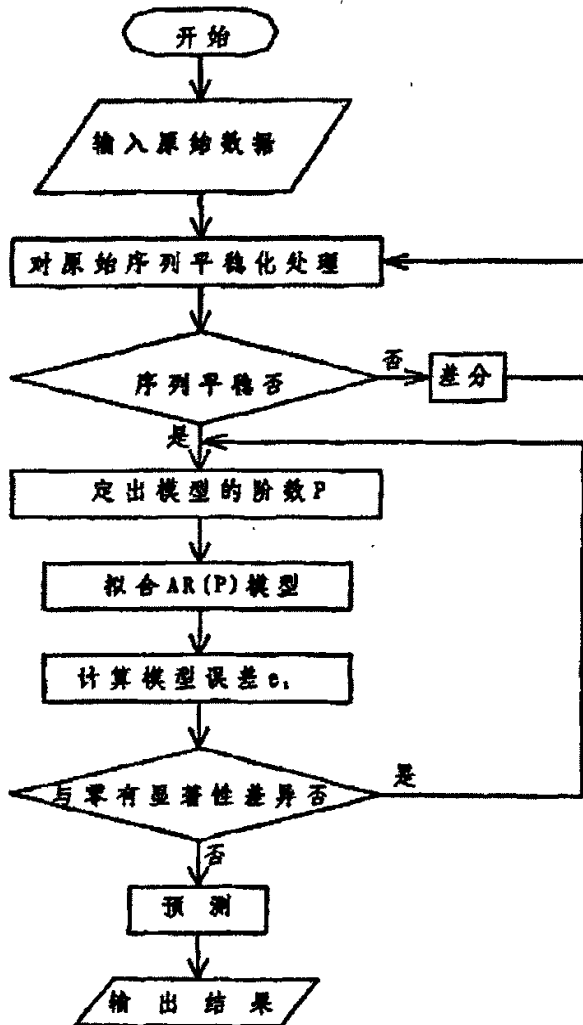 开始
输入原始数据
对原始序列平稳化处理
序列平稳否
否
差分
是
定出模型的阶数P
拟合AR(P)模型
计算模型误差e
与零有显著性差异否
是
否
预测
输出结果